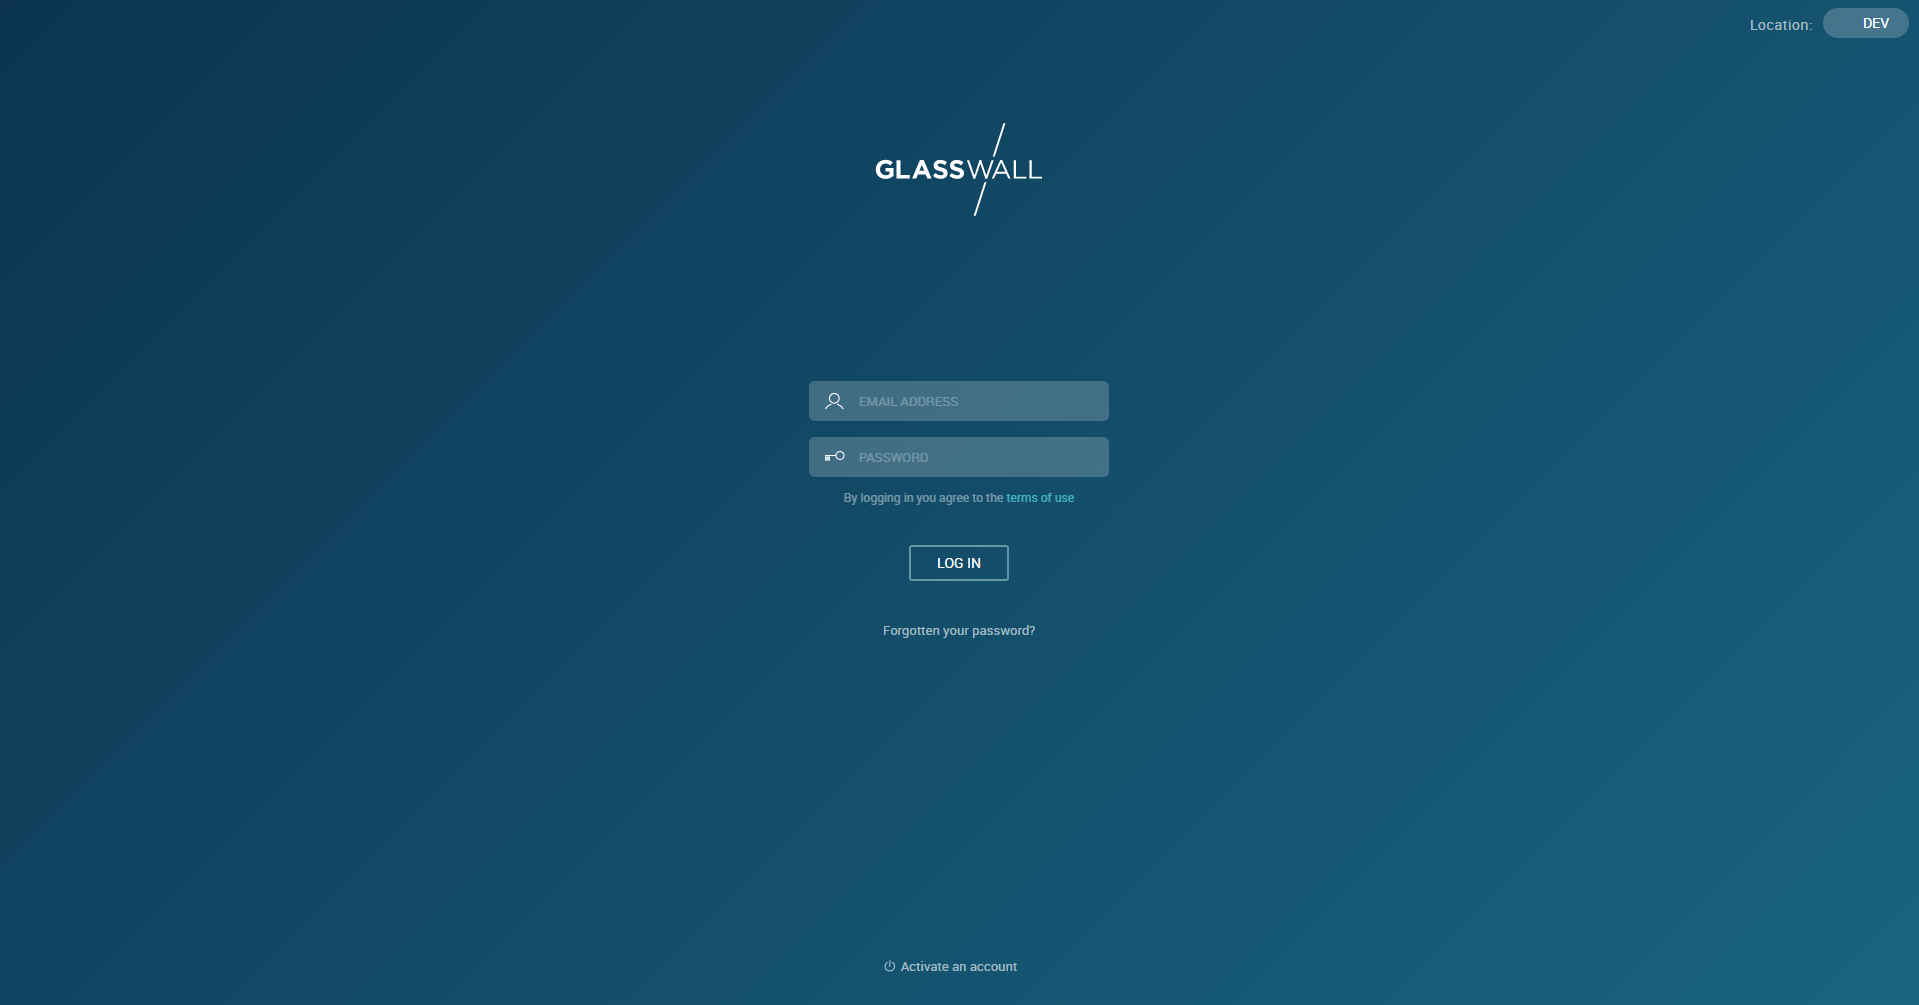 Location: DEV
GLASSWALL
EMAIL ADDRESS
PASSWORD
By logging in you agree to the terms of use
LOG IN
Forgotten your password?
Activate an account